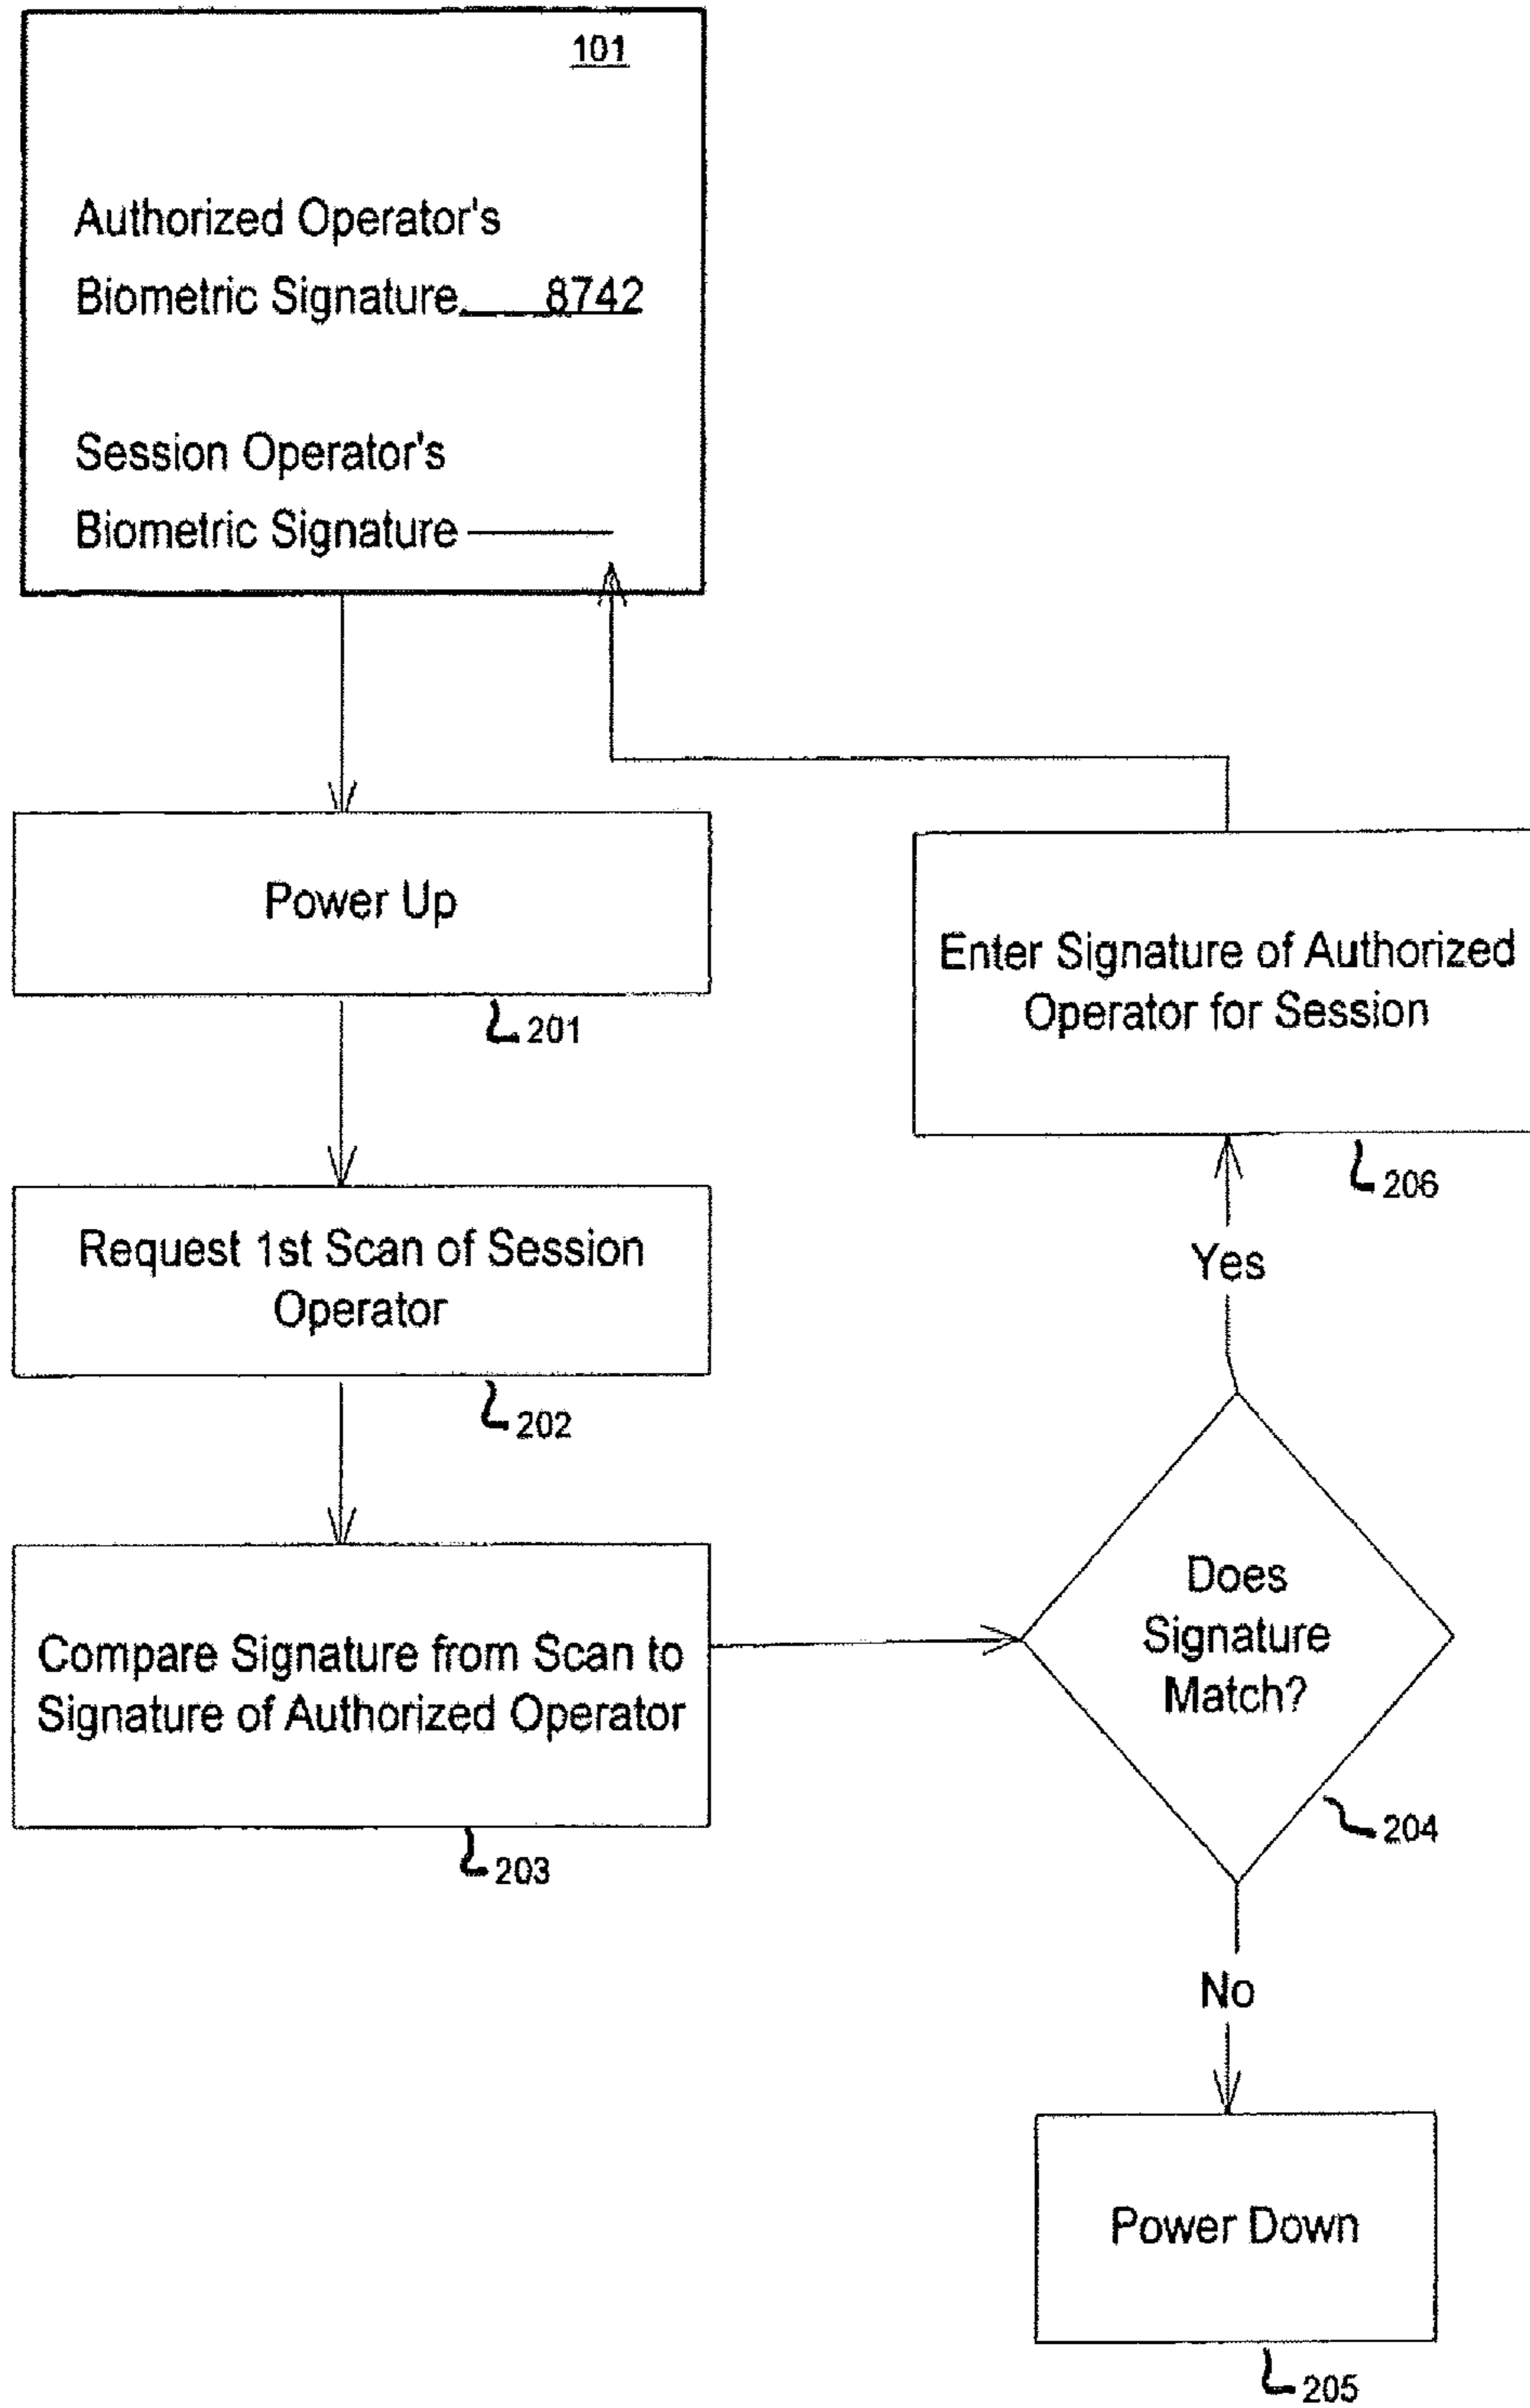 101
Authorized Operator's
Biometric Signature 8742
Session Operator's
Biometric Signature
Power Up
201
Request 1st Scan of Session
Operator
202
Compare Signature from Scan to
Signature of Authorized Operator
203
Does
Signature
Match?
204
Yes
Enter Signature of Authorized
Operator for Session
206
No
Power Down
205